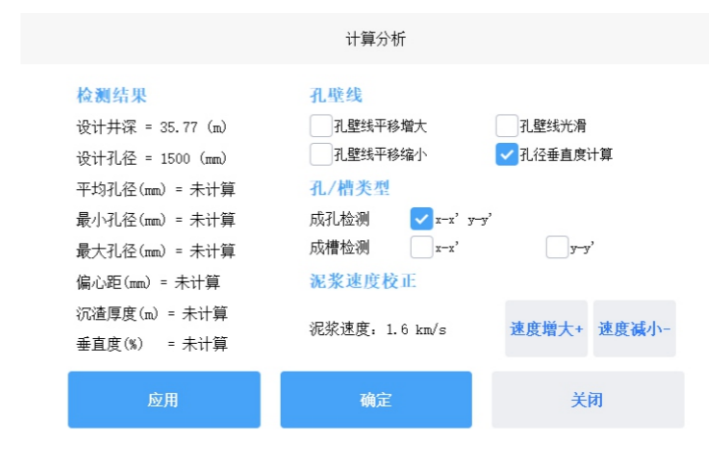 计算分析
检测结果
设计井深 = 35.77 (m)
设计孔径 = 1500 (mm)
平均孔径(mm) = 未计算
最小孔径(mm) = 未计算
最大孔径(mm) = 未计算
偏心距(mm) = 未计算
沉渣厚度(m) = 未计算
垂直度(%) = 未计算
孔壁线
孔壁线平移增大 孔壁线光滑
孔壁线平移缩小 孔径垂直度计算
孔/槽类型
成孔检测 x-x' y-y'
成槽检测 x-x' y-y'
泥浆速度校正
泥浆速度: 1.6 km/s 速度增大+ 速度减小-
应用 确定 关闭